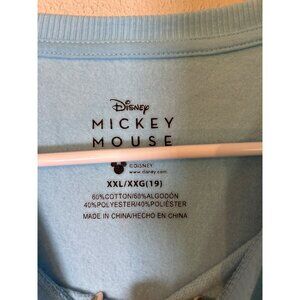 Disney
MICKEY
MOUSE
©DISNEY
www.disney.com
XXL/XXG(19)
60%COTTON/60%ALGODÓN
40%POLYESTER/40%POLIÉSTER
MADE IN CHINA/HECHO EN CHINA